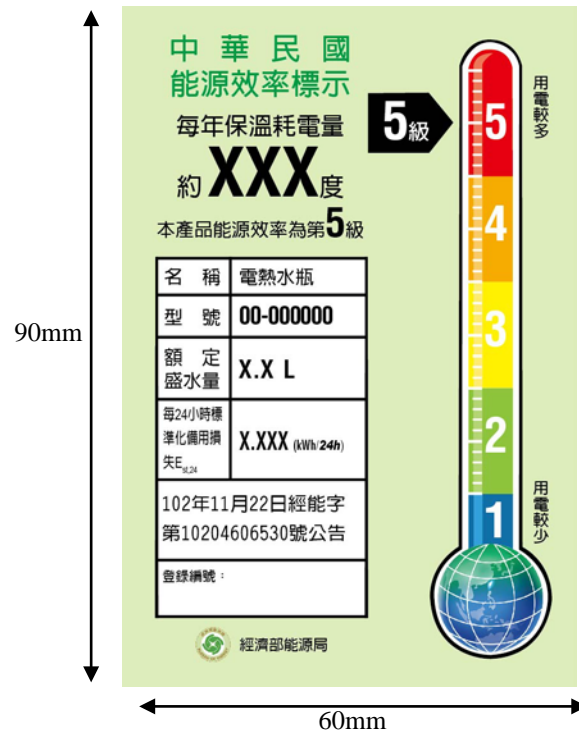 中華民國
能源效率標示
每年保溫耗電量
約XXX度
本產品能源效率為第5級
名稱 電熱水瓶
型號 00-000000
額定盛水量 X.X L
每24小時標
準化備用損
失Est,24
X.XXX (kWh/24h)
102年11月22日經能字
第10204606530號公告
登錄編號：
經濟部能源局
5級
用電較多
5
4
3
2
1
用電較少
90mm
60mm